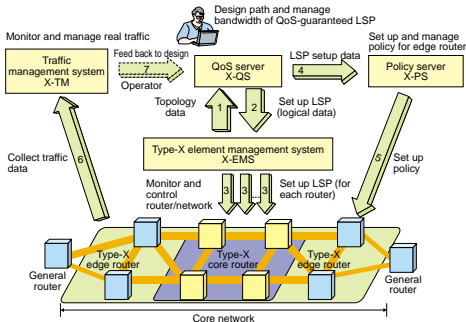 Design path and manage
bandwidth of QoS-guaranteed LSP
Monitor and manage real traffic
Set up and manage
policy for edge router
Traffic
management system
X-TM
Feed back to design
7
Operator
QoS server
X-QS
LSP setup data
4
Policy server
X-PS
Topology
data
1
2
Set up LSP
(logical data)
Type-X element management system
X-EMS
6
Collect traffic
data
Monitor and
control
router/network
3 3 ... 3
Set up LSP (for
each router)
5
Set up
policy
Type-X
edge router
Type-X
core router
Type-X
edge router
General
router
General
router
Core network